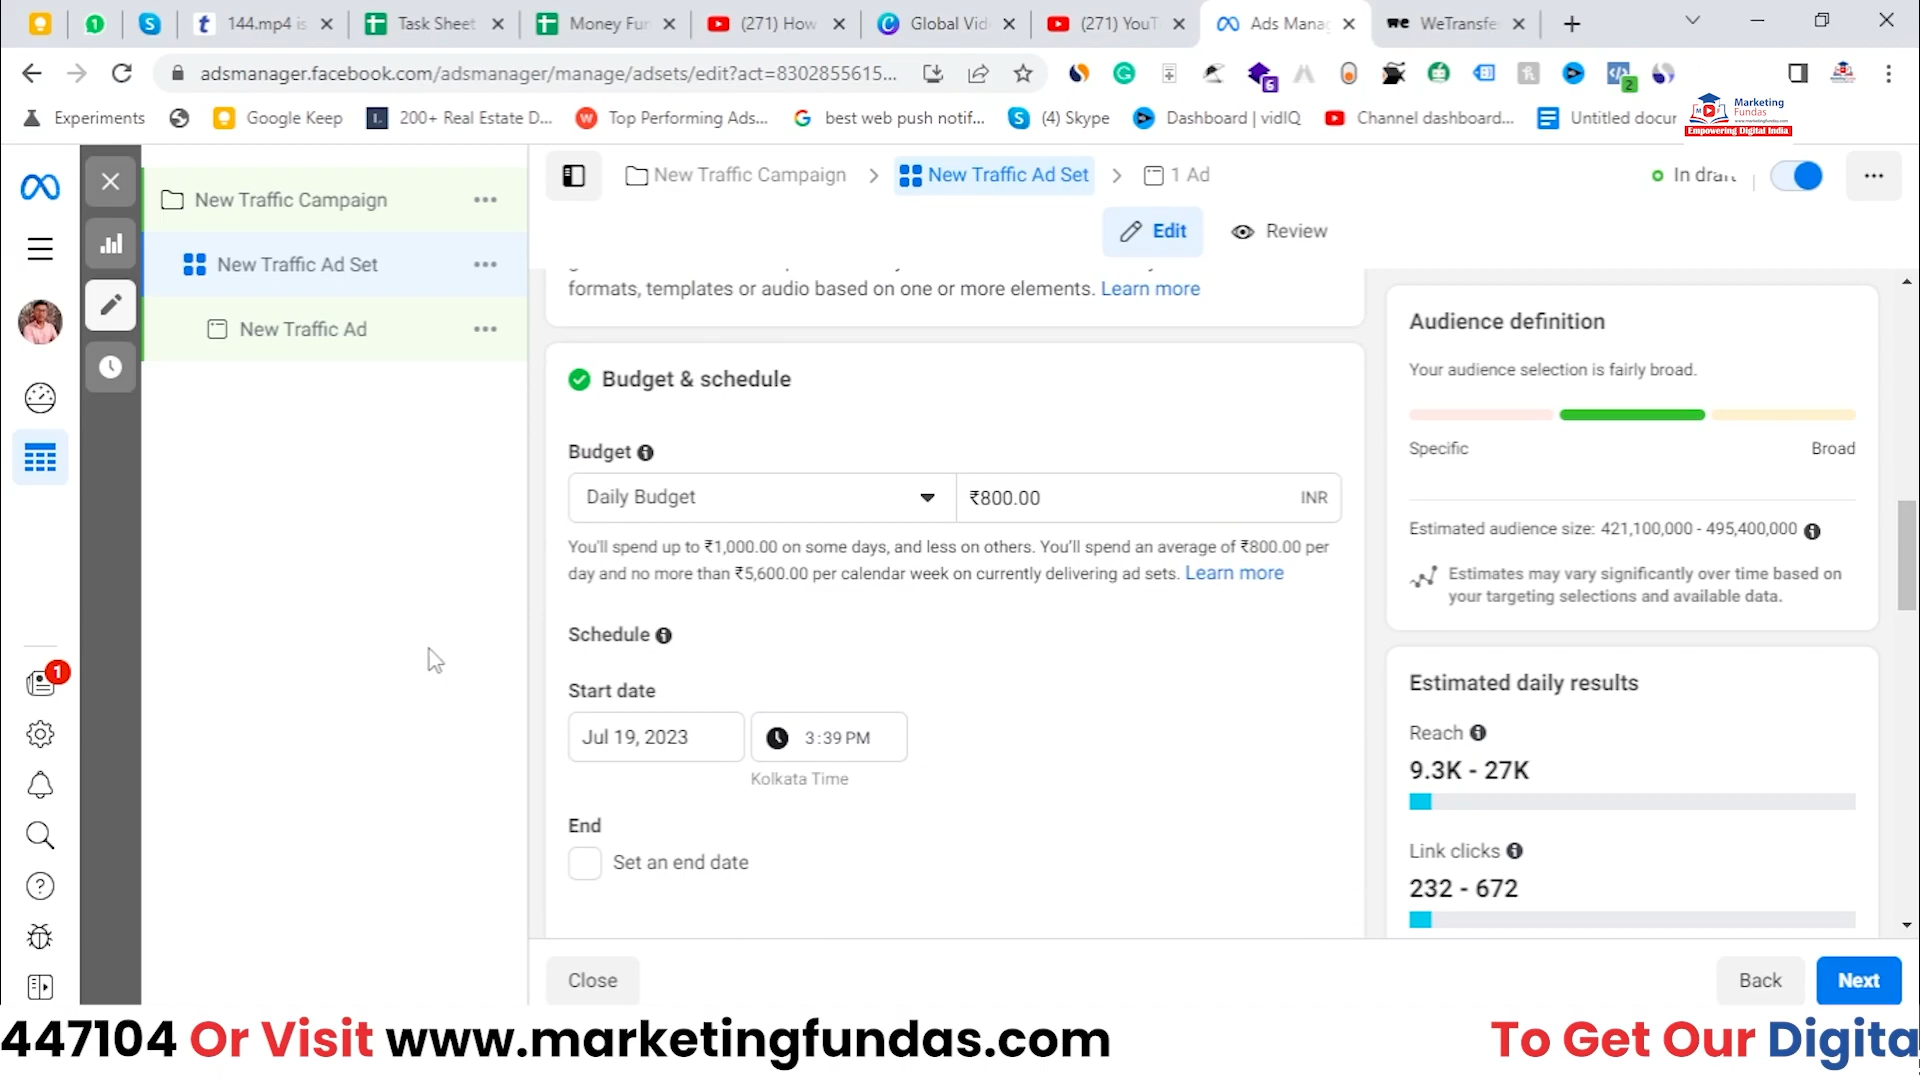 144.mp4 is
Task Sheet
Money Fun
(271) How
Global Vid
(271) YouT
Ads Mana
WeTransfe
adsmanager.facebook.com/adsmanager/manage/adsets/edit?act=8302855615...
6
2
Experiments
Google Keep
200+ Real Estate D...
Top Performing Ads...
best web push notif...
(4) Skype
Dashboard | vidIQ
Channel dashboard...
Untitled docur
Marketing
Fundas
www.marketingfundas.com
Empowering Digital India
New Traffic Campaign
New Traffic Ad Set
New Traffic Ad
1
New Traffic Campaign
New Traffic Ad Set
1 Ad
In draft
Edit
Review
formats, templates or audio based on one or more elements. Learn more
Budget & schedule
Budget
Daily Budget
₹800.00
INR
You'll spend up to ₹1,000.00 on some days, and less on others. You'll spend an average of ₹800.00 per
day and no more than ₹5,600.00 per calendar week on currently delivering ad sets. Learn more
Schedule
Start date
Jul 19, 2023
3:39 PM
Kolkata Time
End
Set an end date
Audience definition
Your audience selection is fairly broad.
Specific
Broad
Estimated audience size: 421,100,000 - 495,400,000
Estimates may vary significantly over time based on
your targeting selections and available data.
Estimated daily results
Reach
9.3K - 27K
Link clicks
232 - 672
Close
Back
Next
447104 Or Visit www.marketingfundas.com
To Get Our Digita